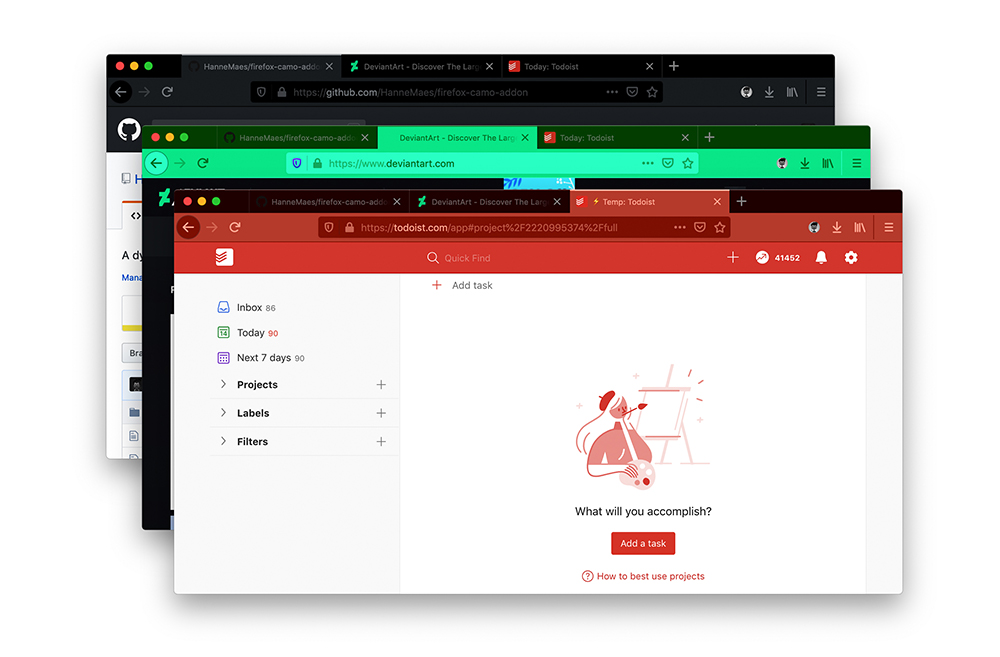 HanneMaes/firefox-camo-addo
DeviantArt - Discover The Larg
Today: Todoist
https://github.com/HanneMaes/firefox-camo-addon
HanneMaes/firefox-camo-addo
DeviantArt - Discover The Larg
Today: Todoist
https://www.deviantart.com
HanneMaes/firefox-camo-addo
DeviantArt - Discover The Larg
Temp: Todoist
https://todoist.com/app#project%2F2220995374%2Ffull
H
A dy
Mana
Bra
Quick Find
41452
Add task
Inbox 86
14
Today 90
Next 7 days 90
Projects
Labels
Filters
What will you accomplish?
Add a task
How to best use projects